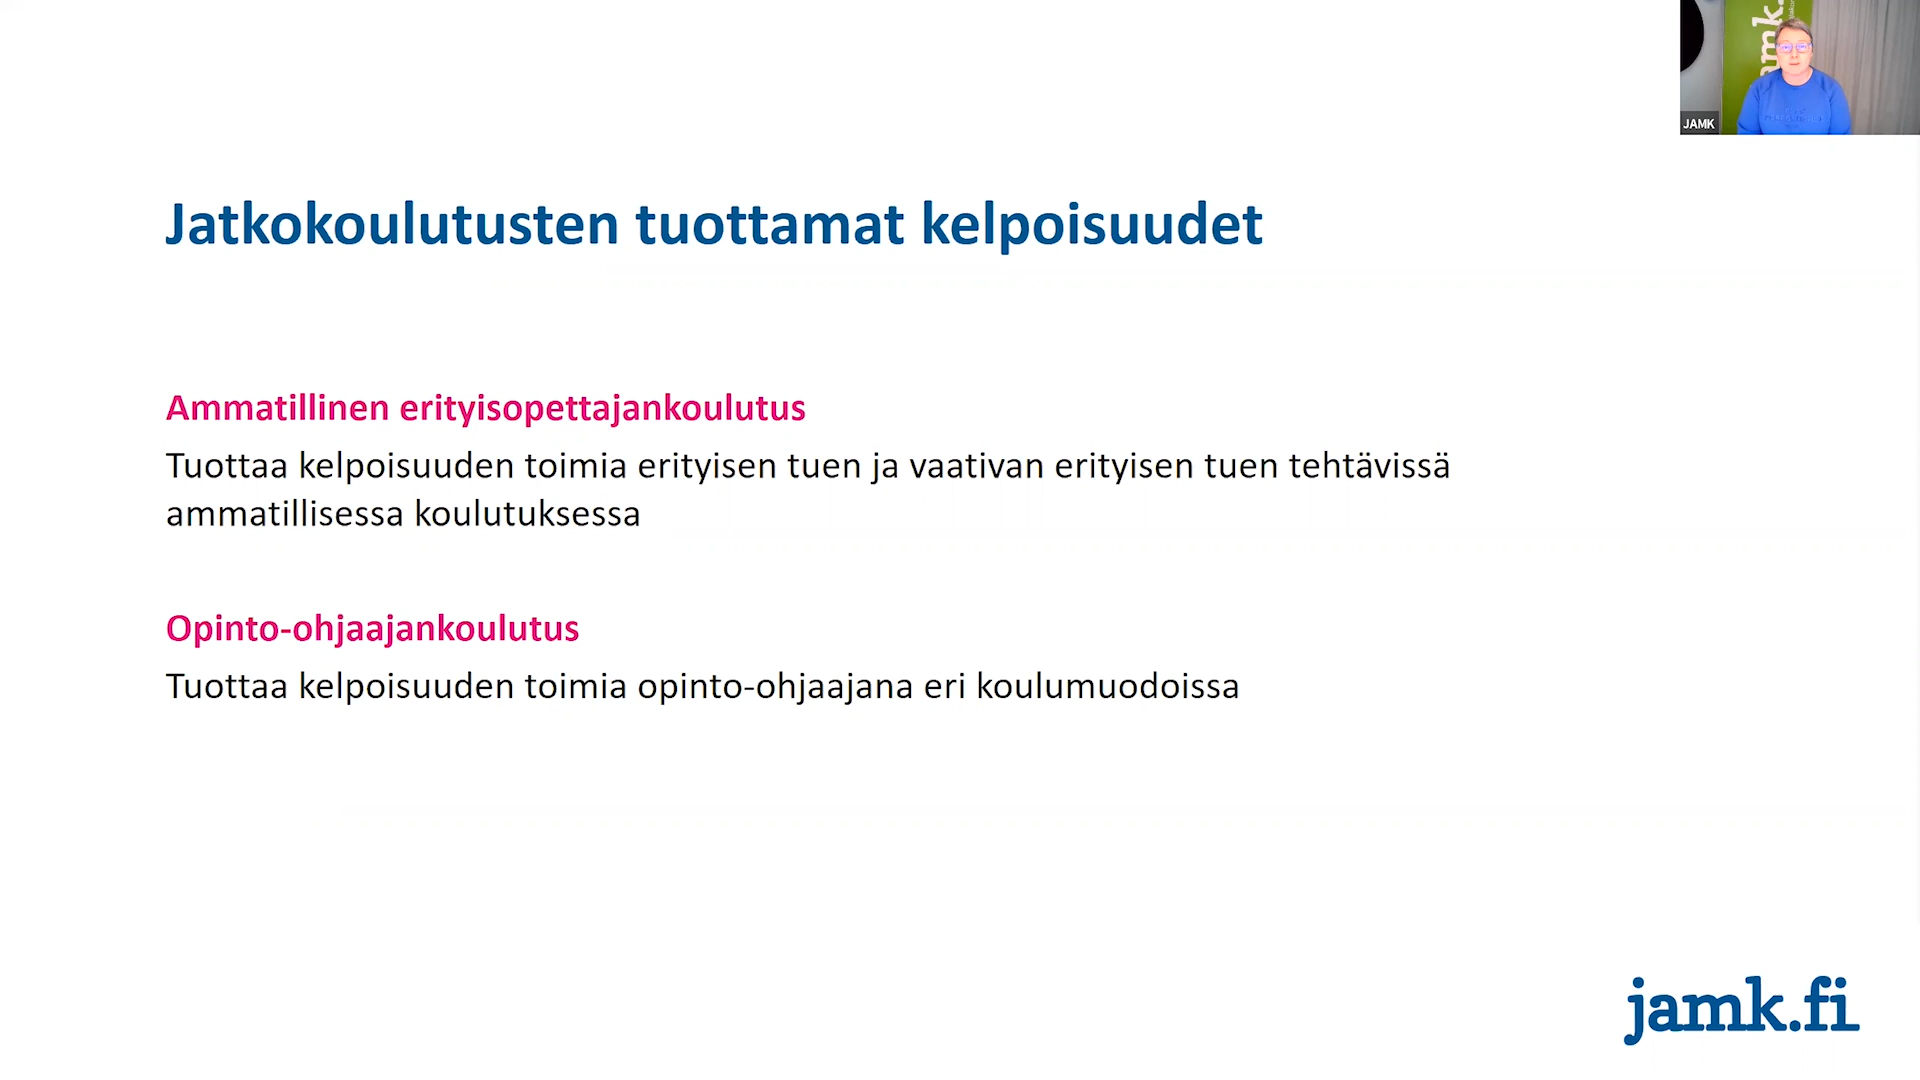 jamk.
JAMK
Jatkokoulutusten tuottamat kelpoisuudet
Ammatillinen erityisopettajankoulutus
Tuottaa kelpoisuuden toimia erityisen tuen ja vaativan erityisen tuen tehtävissä
ammatillisessa koulutuksessa
Opinto-ohjaajankoulutus
Tuottaa kelpoisuuden toimia opinto-ohjaajana eri koulumuodoissa
jamk.fi